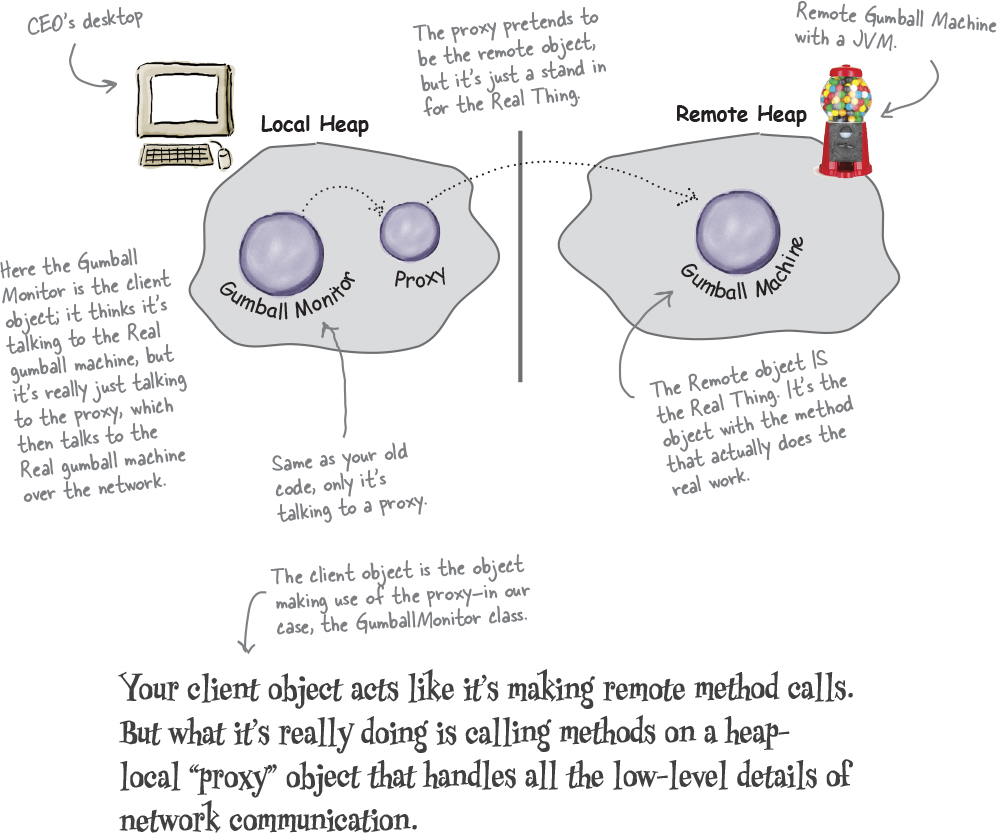 CEO's desktop
The proxy pretends to
be the remote object,
but it's just a stand in
for the Real Thing.
Remote Gumball Machine
with a JVM.
Local Heap
Remote Heap
Gumball Monitor
Proxy
Gumball Machine
Here the Gumball
Monitor is the client
object; it thinks it's
talking to the Real
gumball machine, but
it's really just talking
to the proxy, which
then talks to the
Real gumball machine
over the network.
Same as your old
code, only it's
talking to a proxy.
The Remote object IS
the Real Thing. It's the
object with the method
that actually does the
real work.
The client object is the object
making use of the proxy–in our
case, the GumballMonitor class.
Your client object acts like it's making remote method calls.
But what it's really doing is calling methods on a heap-
local “proxy” object that handles all the low-level details of
network communication.